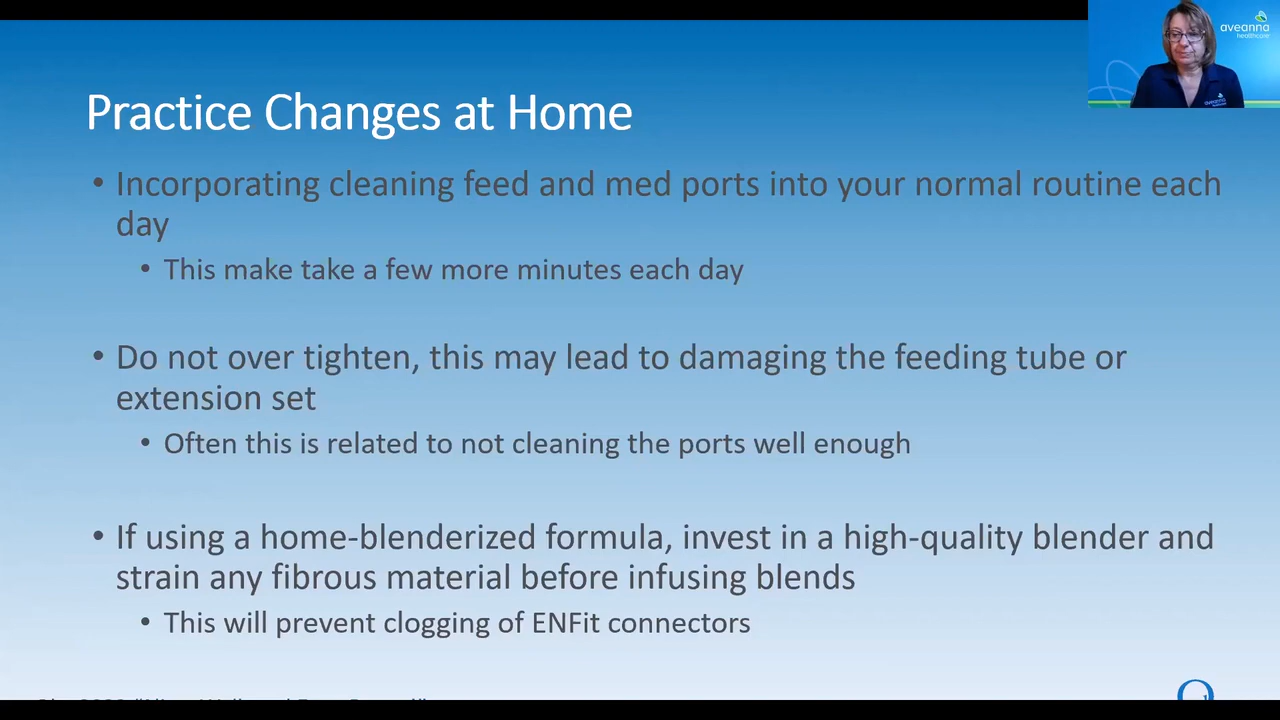 aveanna
healthcare
Practice Changes at Home
• Incorporating cleaning feed and med ports into your normal routine each
day
• This make take a few more minutes each day
• Do not over tighten, this may lead to damaging the feeding tube or
extension set
• Often this is related to not cleaning the ports well enough
• If using a home-blenderized formula, invest in a high-quality blender and
strain any fibrous material before infusing blends
• This will prevent clogging of ENFit connectors